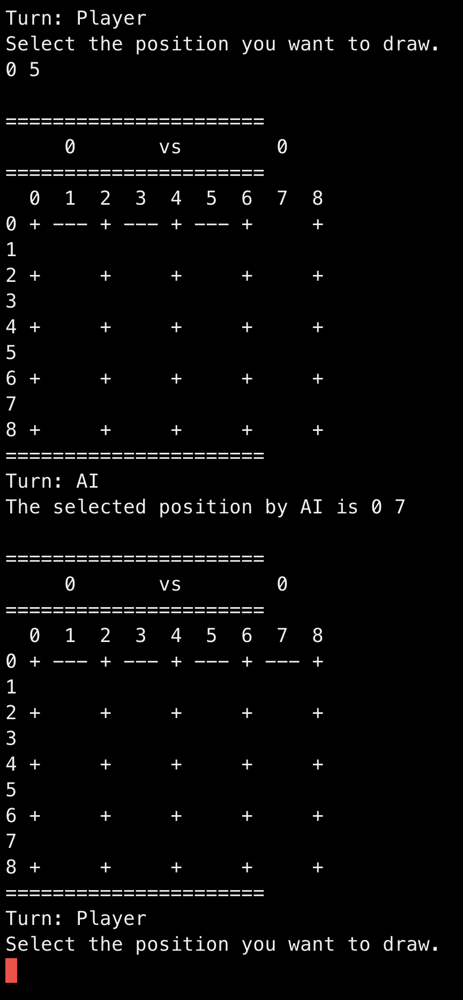 Turn: Player
Select the position you want to draw.
0 5

======================
     0       vs        0
======================
  0  1  2  3  4  5  6  7  8
0 + --- + --- + --- +     +
1
2 +     +     +     +     +
3
4 +     +     +     +     +
5
6 +     +     +     +     +
7
8 +     +     +     +     +
======================
Turn: AI
The selected position by AI is 0 7

======================
     0       vs        0
======================
  0  1  2  3  4  5  6  7  8
0 + --- + --- + --- + --- +
1
2 +     +     +     +     +
3
4 +     +     +     +     +
5
6 +     +     +     +     +
7
8 +     +     +     +     +
======================
Turn: Player
Select the position you want to draw.